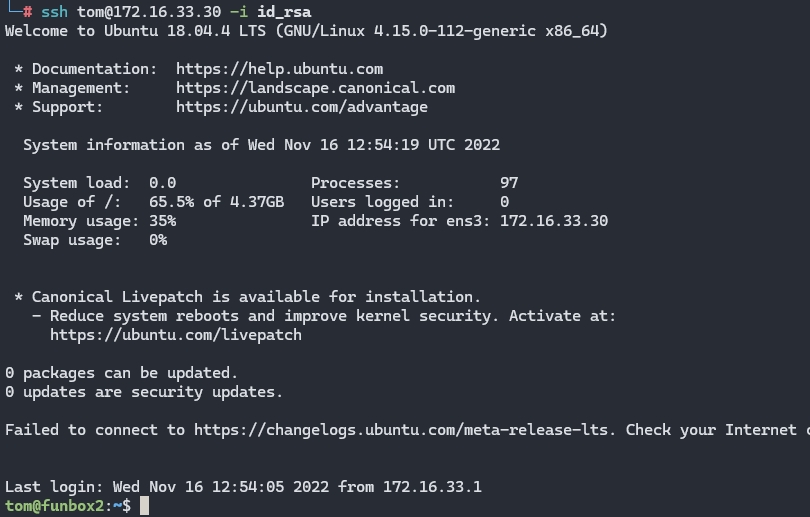 └─# ssh tom@172.16.33.30 -i id_rsa
Welcome to Ubuntu 18.04.4 LTS (GNU/Linux 4.15.0-112-generic x86_64)
* Documentation:  https://help.ubuntu.com
* Management:     https://landscape.canonical.com
* Support:        https://ubuntu.com/advantage
System information as of Wed Nov 16 12:54:19 UTC 2022
System load:  0.0                Processes:           97
Usage of /:   65.5% of 4.37GB   Users logged in:     0
Memory usage: 35%               IP address for ens3: 172.16.33.30
Swap usage:   0%
* Canonical Livepatch is available for installation.
- Reduce system reboots and improve kernel security. Activate at:
https://ubuntu.com/livepatch
0 packages can be updated.
0 updates are security updates.
Failed to connect to https://changelogs.ubuntu.com/meta-release-lts. Check your Internet
Last login: Wed Nov 16 12:54:05 2022 from 172.16.33.1
tom@funbox2:~$